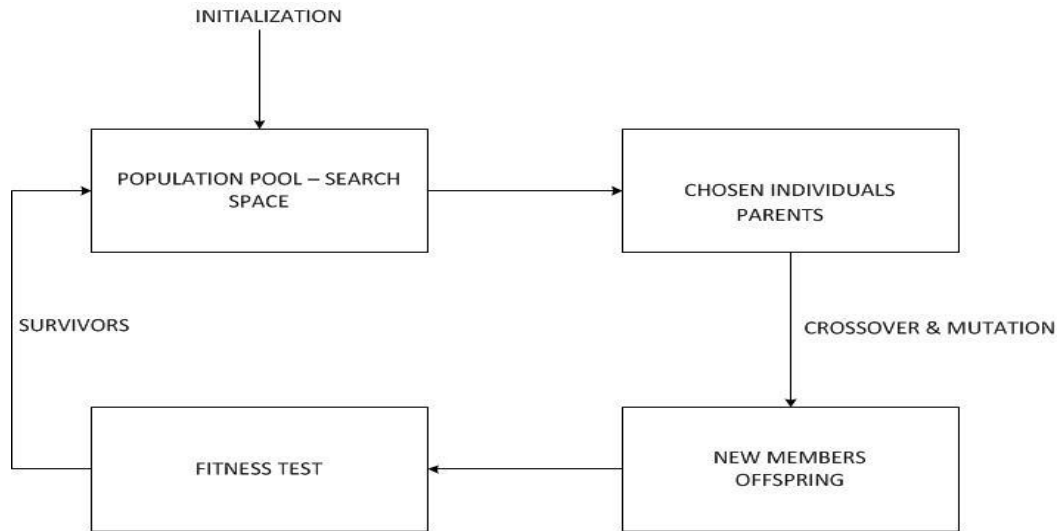 INITIALIZATION
POPULATION POOL – SEARCH
SPACE
CHOSEN INDIVIDUALS
PARENTS
SURVIVORS
CROSSOVER & MUTATION
FITNESS TEST
NEW MEMBERS
OFFSPRING